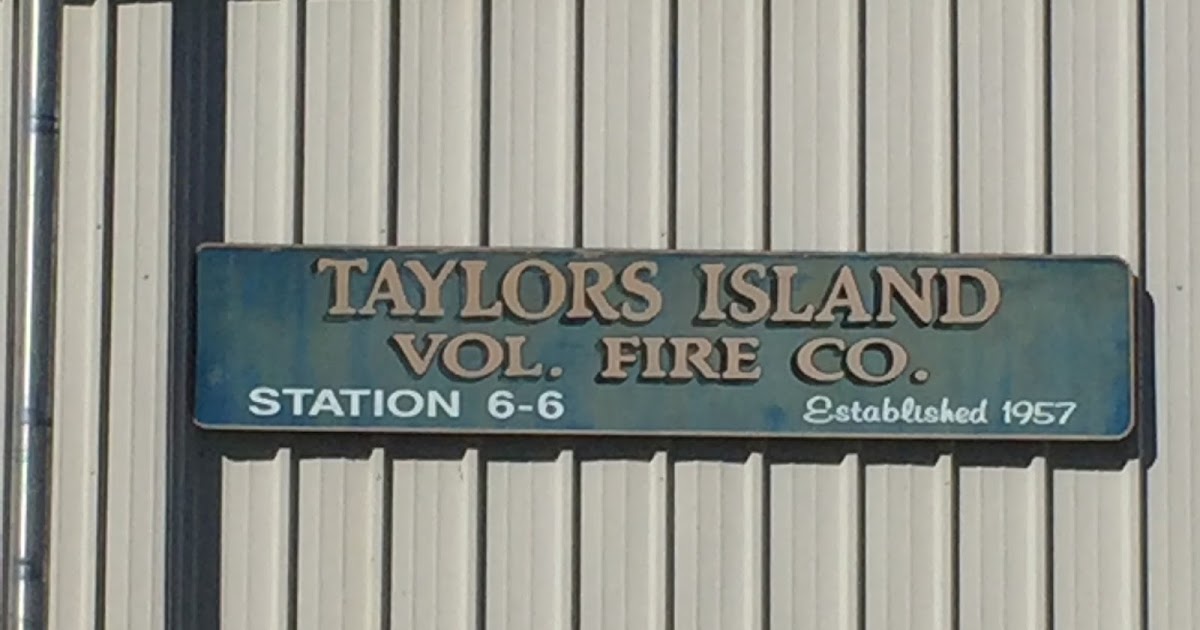 TAYLORS ISLAND
VOL. FIRE CO.
STATION 6-6 Established 1957